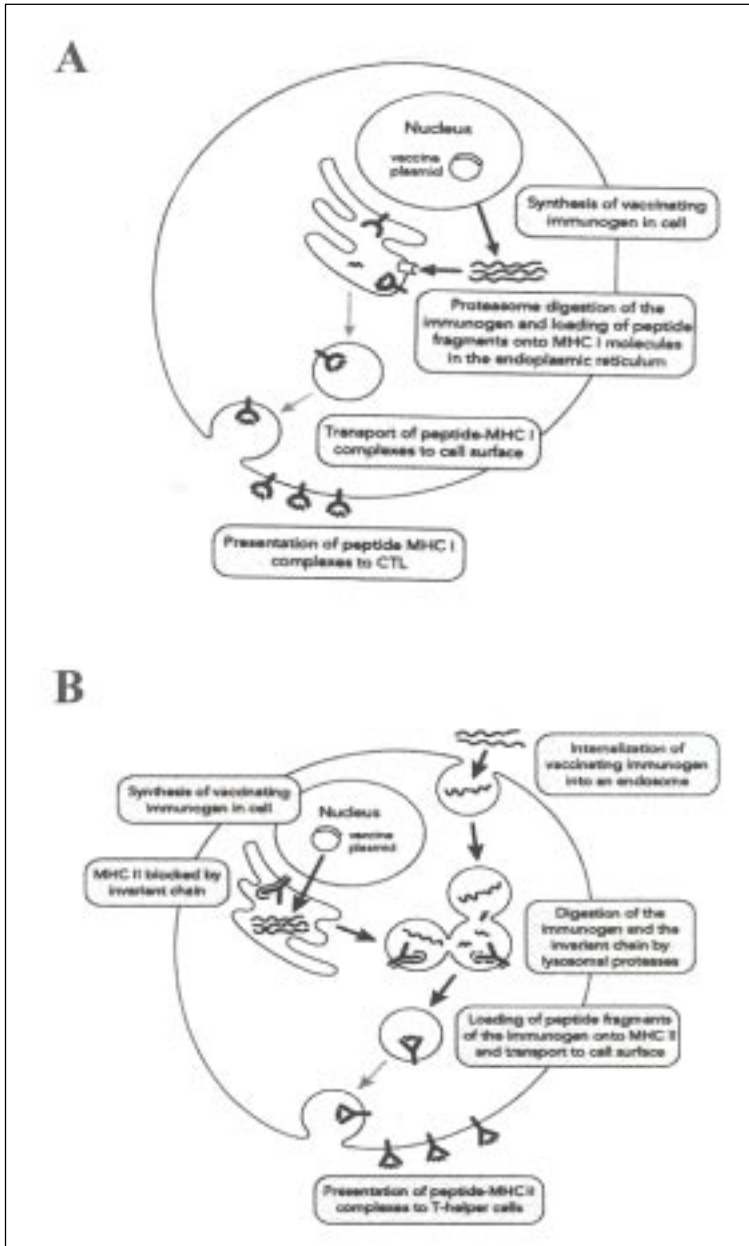 A
Nucleus
vaccine
plasmid
Synthesis of vaccinating
immunogen in cell
Proteasome digestion of the
immunogen and loading of peptide
fragments onto MHC I molecules
in the endoplasmic reticulum
Transport of peptide-MHC I
complexes to cell surface
Presentation of peptide MHC I
complexes to CTL
B
Internalization of
vaccinating immunogen
into an endosome
Synthesis of vaccinating
immunogen in cell
Nucleus
vaccine
plasmid
MHC II blocked by
invariant chain
Digestion of the
immunogen and the
invariant chain by
lysosomal proteases
Loading of peptide fragments
of the immunogen onto MHC II
and transport to cell surface
Presentation of peptide-MHC II
complexes to T-helper cells